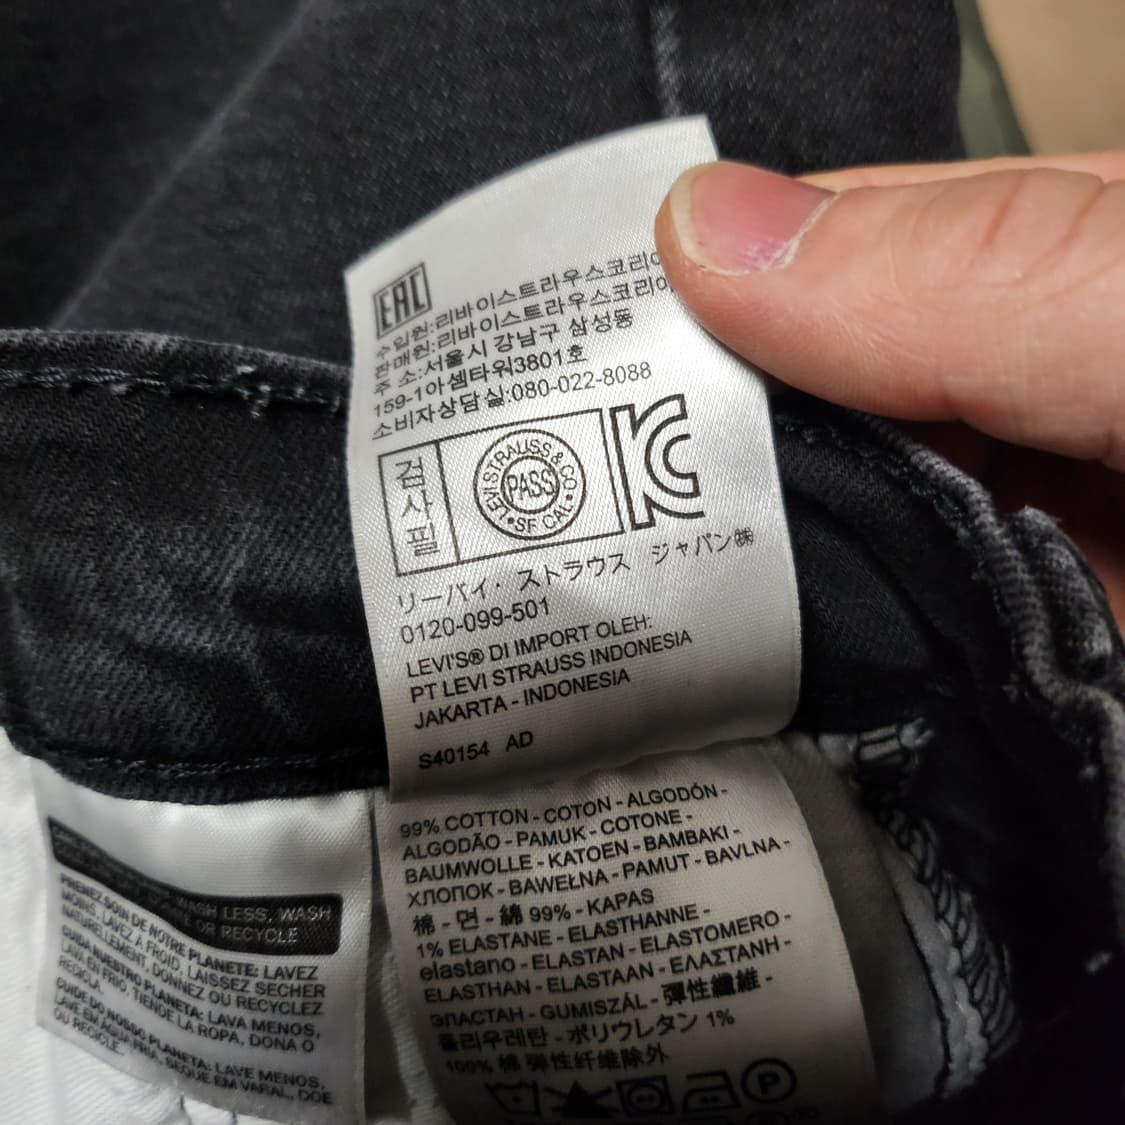 EAC
수입원:리바이스트라우스코리아
판매원:리바이스트라우스코리아
주 소:서울시 강남구 삼성동
159-1아셈타워3801호
소비자상담실:080-022-8088
검사필
LEVI STRAUSS & CO
PASS
SF CAL
KC
リーバイ・ストラウス ジャパン㈱
0120-099-501
LEVI'S® DI IMPORT OLEH:
PT LEVI STRAUSS INDONESIA
JAKARTA - INDONESIA
S40154 AD
99% COTTON - COTON - ALGODÓN -
ALGODÃO - PAMUK - COTONE -
BAUMWOLLE - KATOEN - BAMBAKI -
ХЛОПОК - BAWEŁNA - PAMUT - BAVLNA -
棉 - 면 - 綿 99% - KAPAS
1% ELASTANE - ELASTHANNE -
elastano - ELASTAN - ELASTOMERO -
ELASTHAN - ELASTAAN - ΕΛΑΣΤΑΝΗ -
ЭЛАСТАН - GUMISZÁL - 彈性纖維 -
폴리우레탄 - ポリウレタン 1%
100% 棉 弹性纤维除外
P
WASH LESS, WASH
OR RECYCLE
PRENEZ SOIN DE NOTRE PLANETE: LAVEZ
MOINS, LAVEZ À FROID, LAISSEZ SECHER
NATURELLEMENT, DONNEZ OU RECYCLEZ
CUIDA NUESTRO PLANETA: LAVA MENOS,
LAVA EN FRIO, TIENDE LA ROPA, DONA O
RECICLA.
CUIDE DO NOSSO PLANETA: LAVE MENOS,
LAVE EM ÁGUA FRIA, SEQUE EM VARAL, DOE
OU RECICLE.